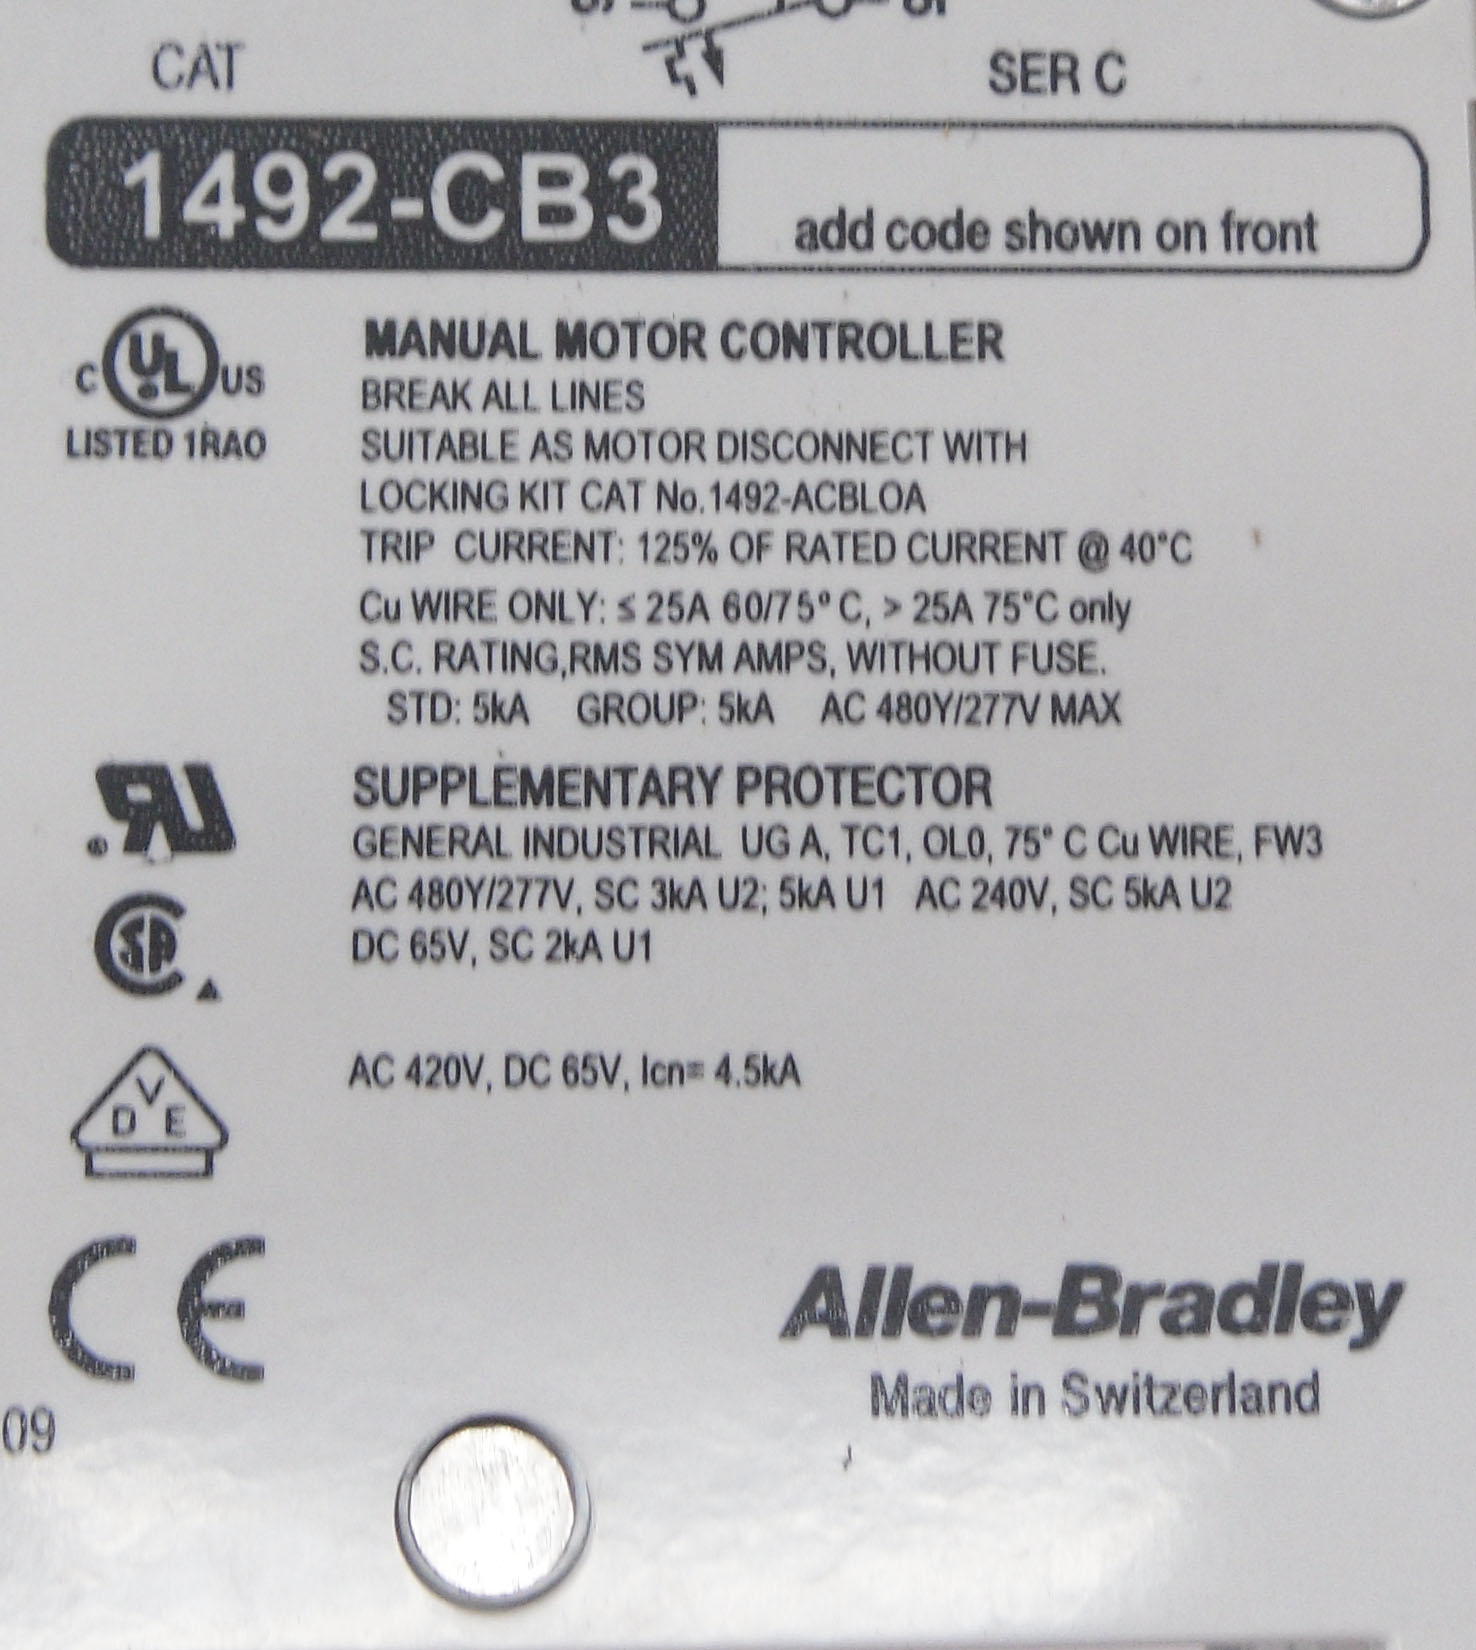 CAT
SER C
1492-CB3
add code shown on front
C UL US
LISTED 1RAO
MANUAL MOTOR CONTROLLER
BREAK ALL LINES
SUITABLE AS MOTOR DISCONNECT WITH
LOCKING KIT CAT No.1492-ACBLOA
TRIP CURRENT: 125% OF RATED CURRENT @ 40°C
Cu WIRE ONLY: ≤ 25A 60/75°C, > 25A 75°C only
S.C. RATING,RMS SYM AMPS, WITHOUT FUSE.
STD: 5kA GROUP: 5kA AC 480Y/277V MAX
SUPPLEMENTARY PROTECTOR
GENERAL INDUSTRIAL UG A, TC1, OL0, 75° C Cu WIRE, FW3
AC 480Y/277V, SC 3kA U2; 5kA U1 AC 240V, SC 5kA U2
DC 65V, SC 2kA U1
SA
VDE
AC 420V, DC 65V, Icn= 4.5kA
CE
Allen-Bradley
Made in Switzerland
09